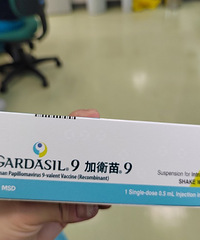 GARDASIL® 9 加衛苗® 9
man Papillomavirus 9-valent Vaccine (Recombinant)
MSD
Suspension for
SHAKE
1 Single-dose 0.5 mL Injection